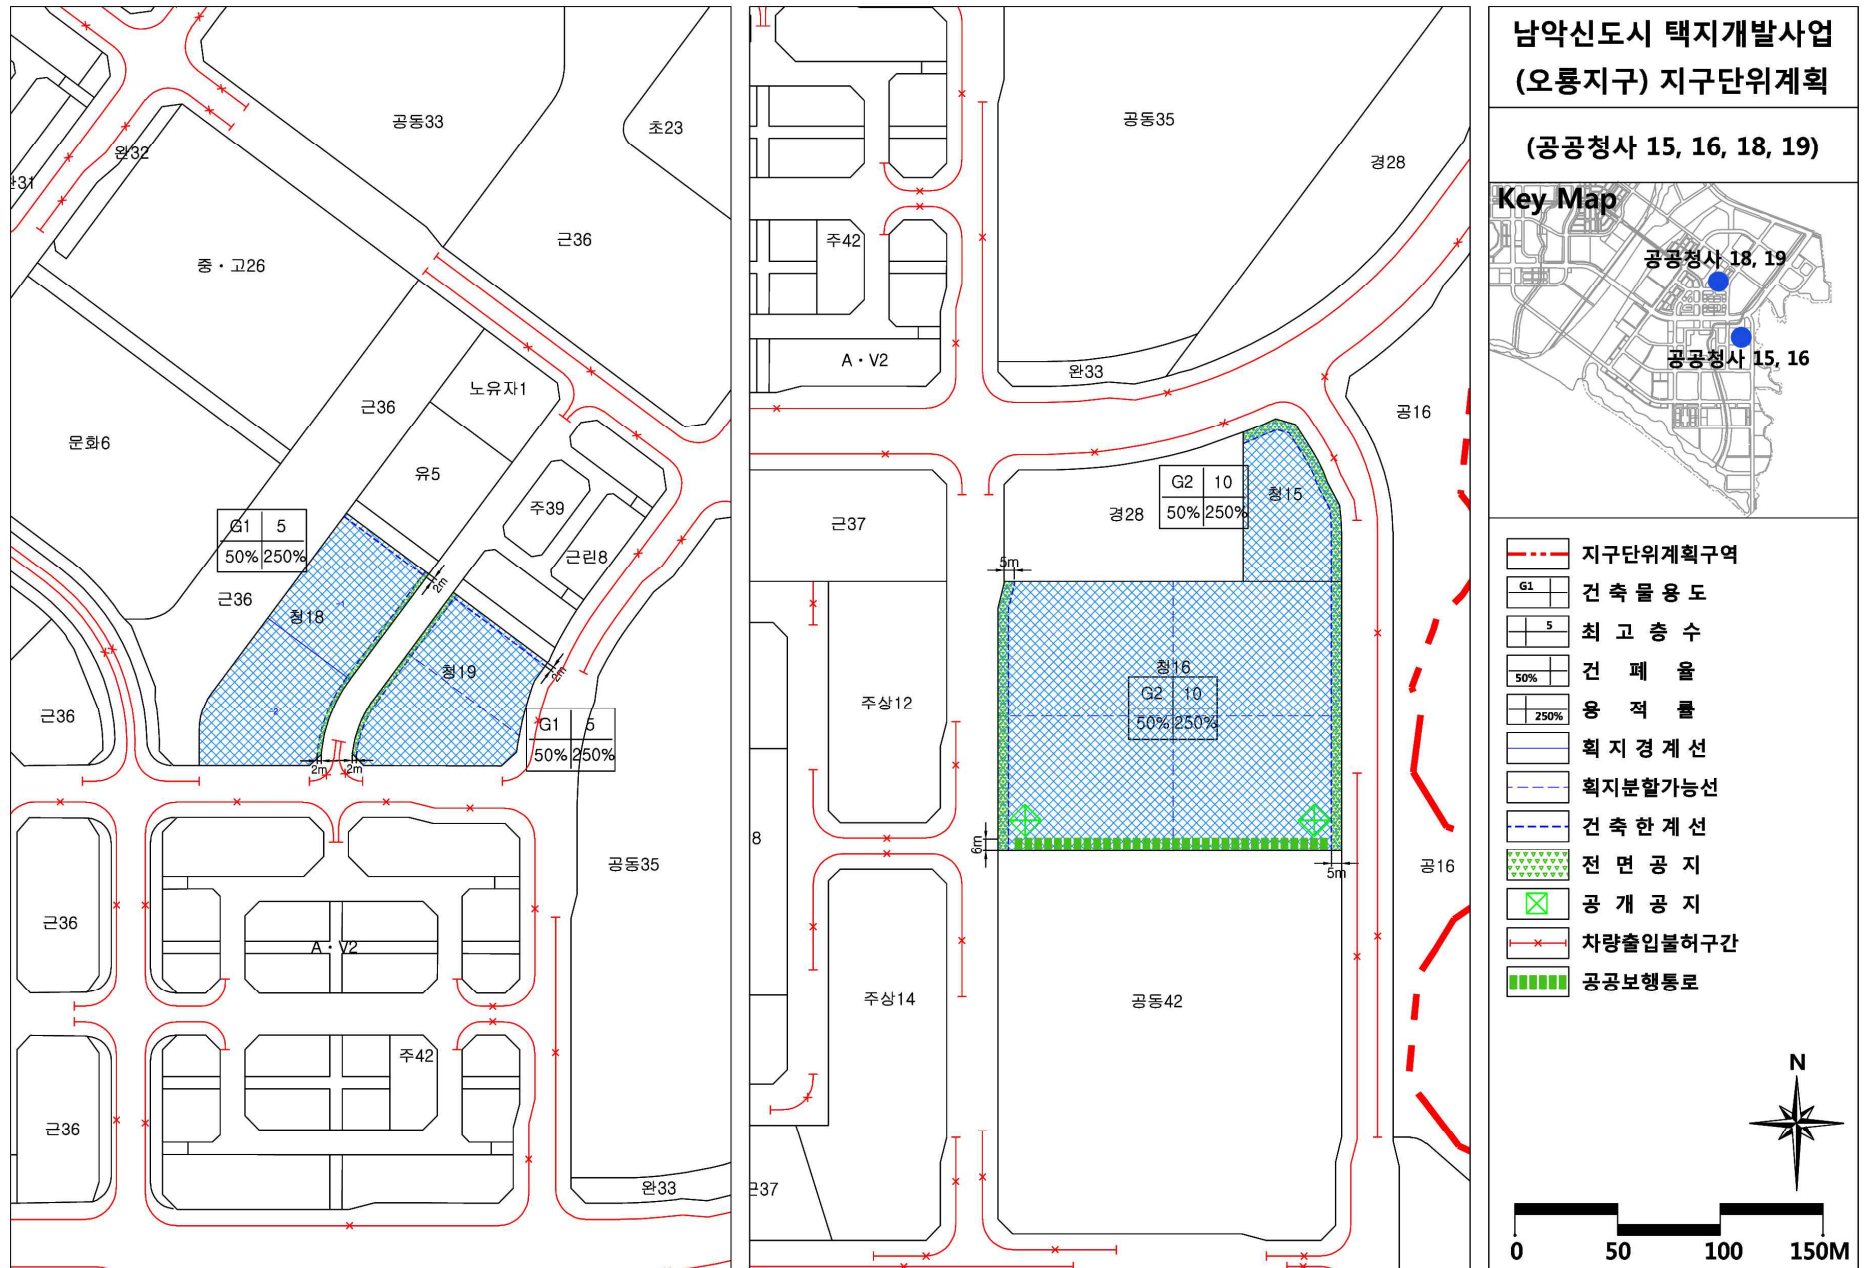 공동33
초23
완32
근36
중·고26
노유자1
근36
문화6
유5
주39
G1 5
50% 250%
근린8
근36
2m
청18
-1
청19
2m
-2
근36
G1 5
50% 250%
2m
2m
공동35
근36
A·V2
주42
근36
완33
공동35
경28
주42
A·V2
완33
공16
G2 10
50% 250%
청15
경28
근37
5m
청16
G2 10
50% 250%
주상12
8
6m
5m
공16
주상14
공동42
남악신도시 택지개발사업
(오룡지구) 지구단위계획
(공공청사 15, 16, 18, 19)
Key Map
공공청사 18, 19
공공청사 15, 16
지구단위계획구역
G1 건축물용도
5 최고층수
50% 건폐율
250% 용적률
획지경계선
획지분할가능선
건축한계선
전면공지
공개공지
차량출입불허구간
공공보행통로
N
0 50 100 150M